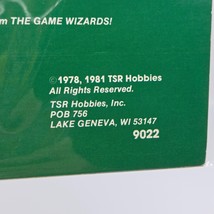 m THE GAME WIZARDS!
©1978, 1981 TSR Hobbies
All Rights Reserved.
TSR Hobbies, Inc.
POB 756
LAKE GENEVA, WI 53147
9022